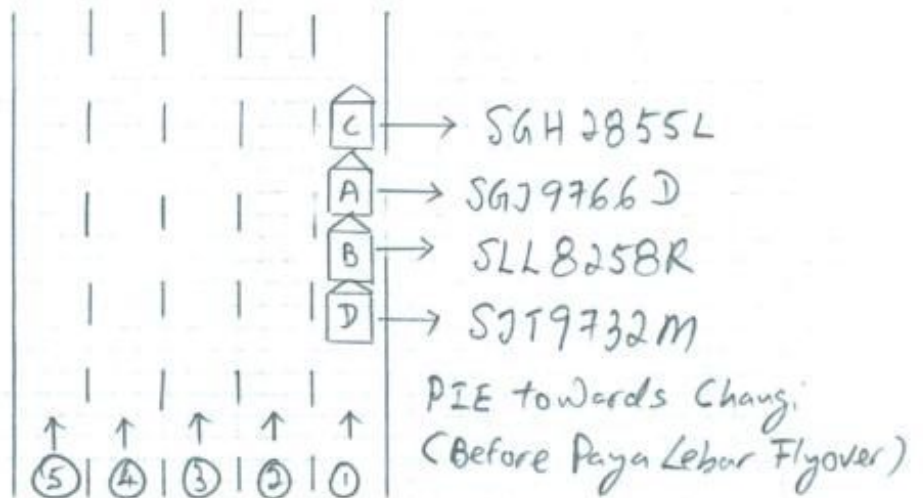 C → SGH2855L
A → SGJ9766D
B → SLL8258R
D → SJT9732M
PIE towards Changi
(Before Paya Lebar Flyover)
↑ ↑ ↑ ↑ ↑
5 4 3 2 1